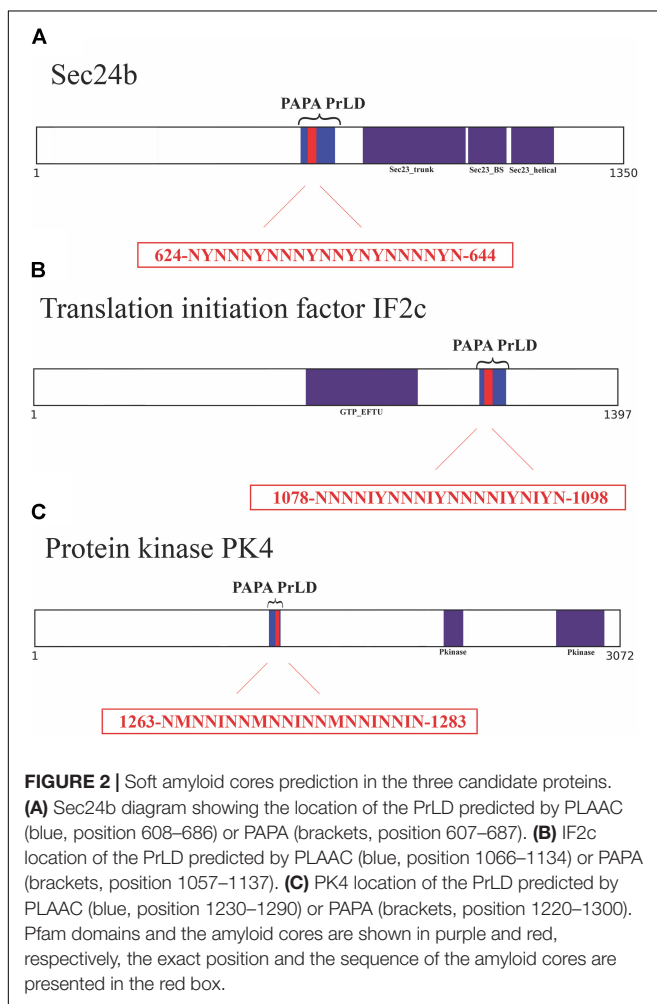 A
Sec24b
PAPA PrLD
1
1350
Sec23_trunk
Sec23_BS
Sec23_helical
624-NYNNNYNNNYNNYNYNNNNYN-644
B
Translation initiation factor IF2c
PAPA PrLD
1
1397
GTP_EFTU
1078-NNNNIYNNNIYNNNNIYNIYN-1098
C
Protein kinase PK4
PAPA PrLD
1
3072
Pkinase
Pkinase
1263-NMNNINNMNNINNMNNINNIN-1283
FIGURE 2 | Soft amyloid cores prediction in the three candidate proteins.
(A) Sec24b diagram showing the location of the PrLD predicted by PLAAC
(blue, position 608–686) or PAPA (brackets, position 607–687). (B) IF2c
location of the PrLD predicted by PLAAC (blue, position 1066–1134) or PAPA
(brackets, position 1057–1137). (C) PK4 location of the PrLD predicted by
PLAAC (blue, position 1230–1290) or PAPA (brackets, position 1220–1300).
Pfam domains and the amyloid cores are shown in purple and red,
respectively, the exact position and the sequence of the amyloid cores are
presented in the red box.